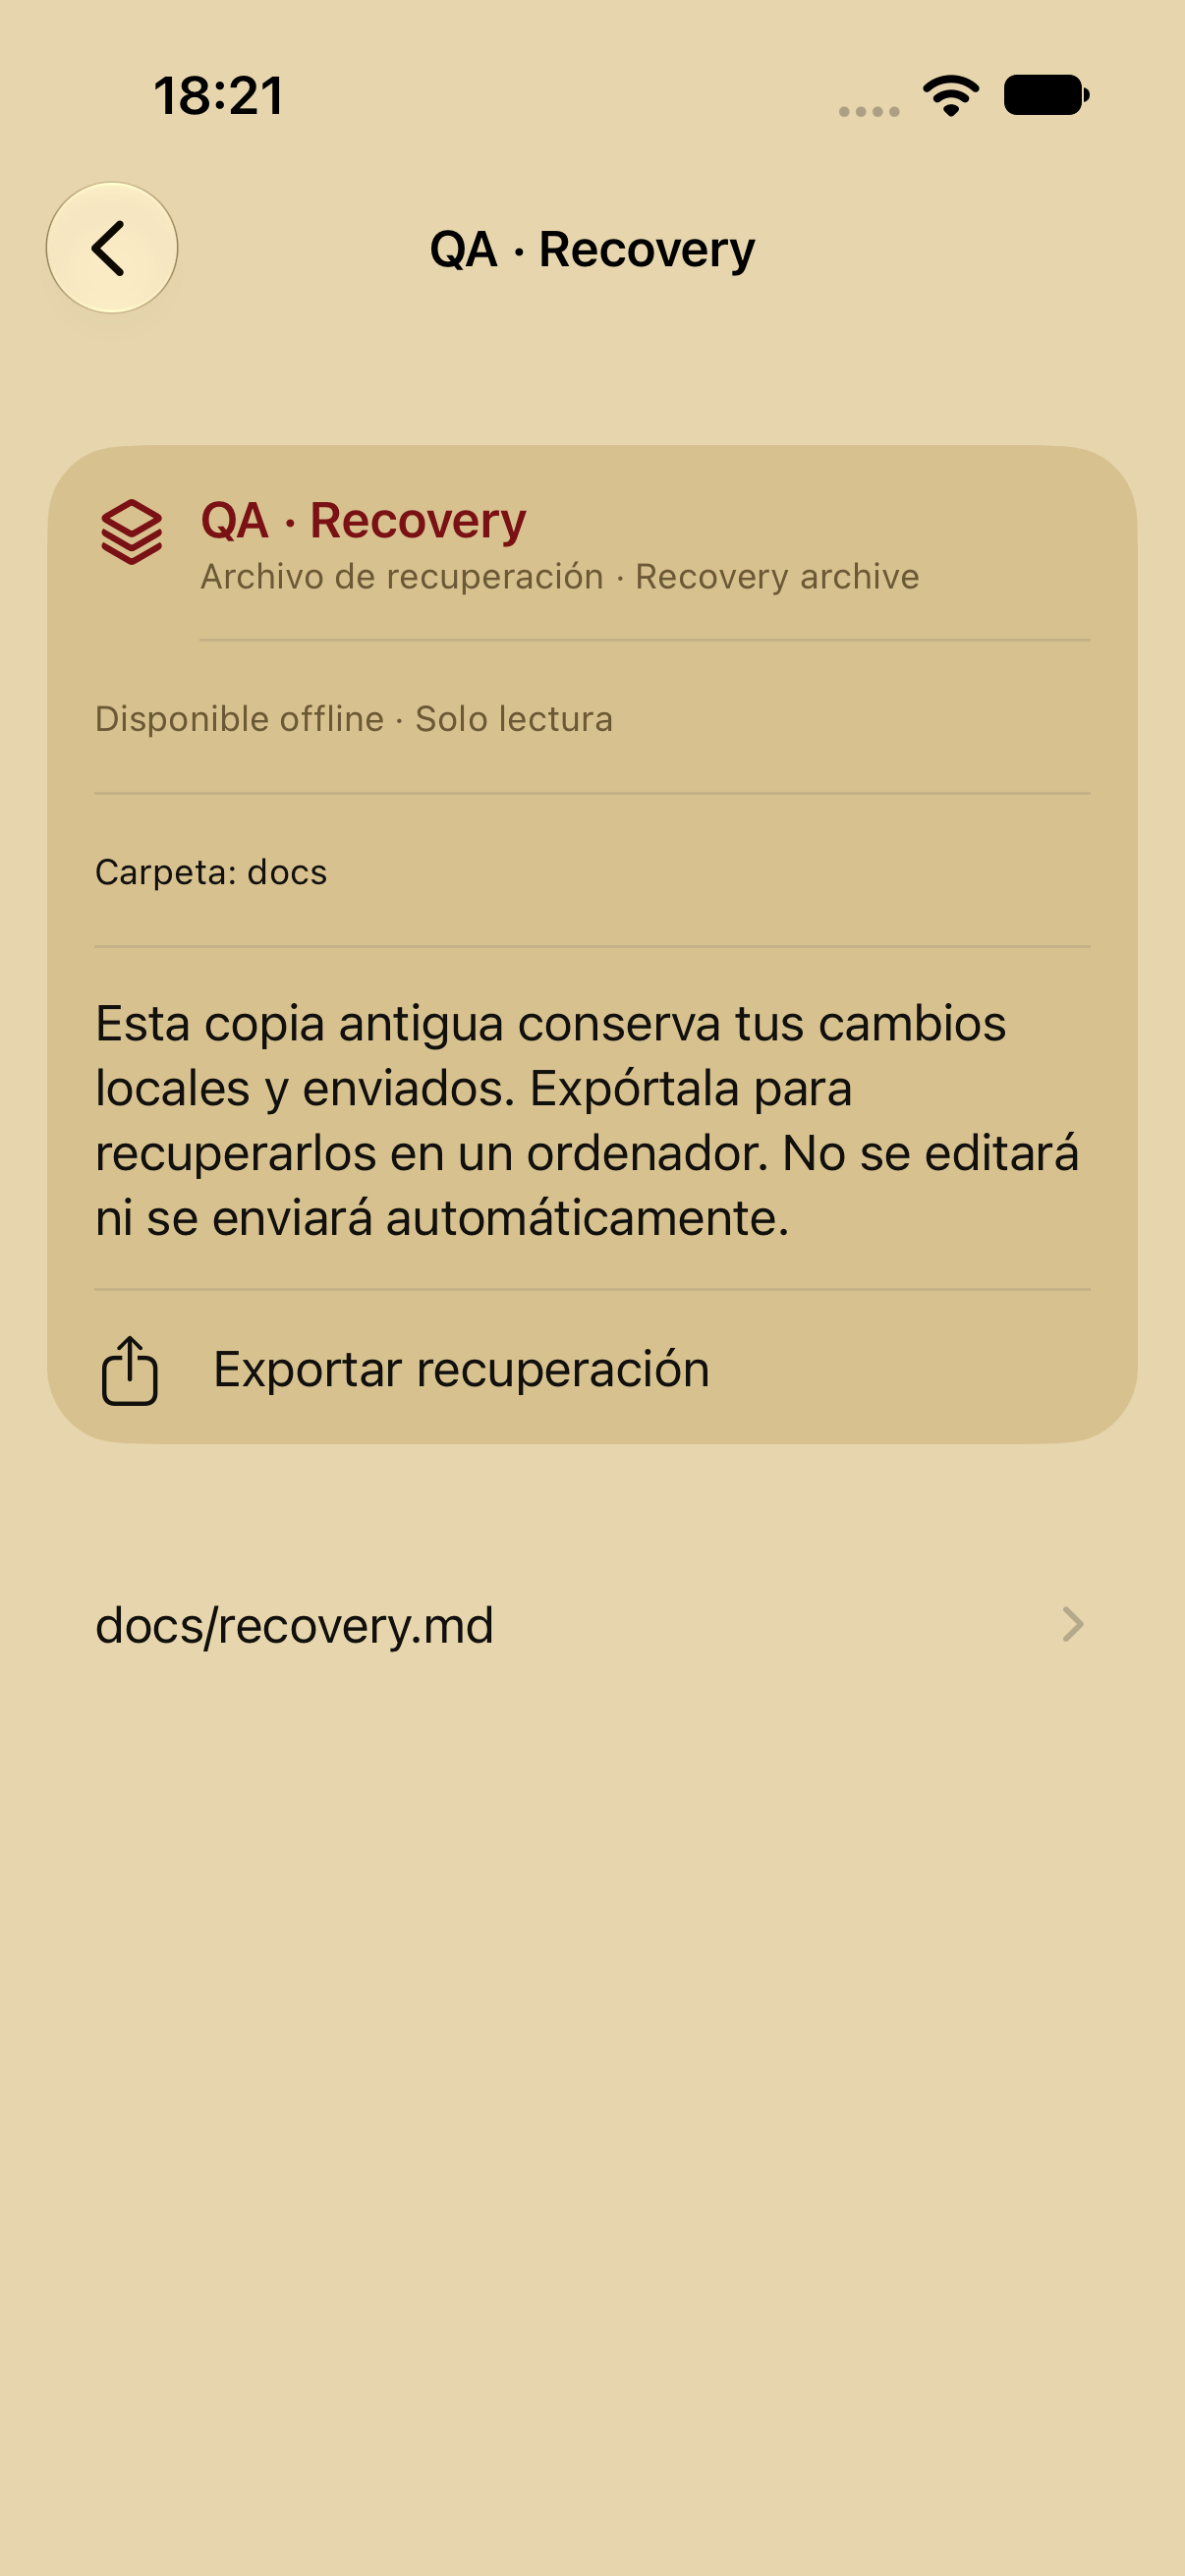 18:21
QA · Recovery
QA · Recovery
Archivo de recuperación · Recovery archive
Disponible offline · Solo lectura
Carpeta: docs
Esta copia antigua conserva tus cambios
locales y enviados. Expórtala para
recuperarlos en un ordenador. No se editará
ni se enviará automáticamente.
Exportar recuperación
docs/recovery.md